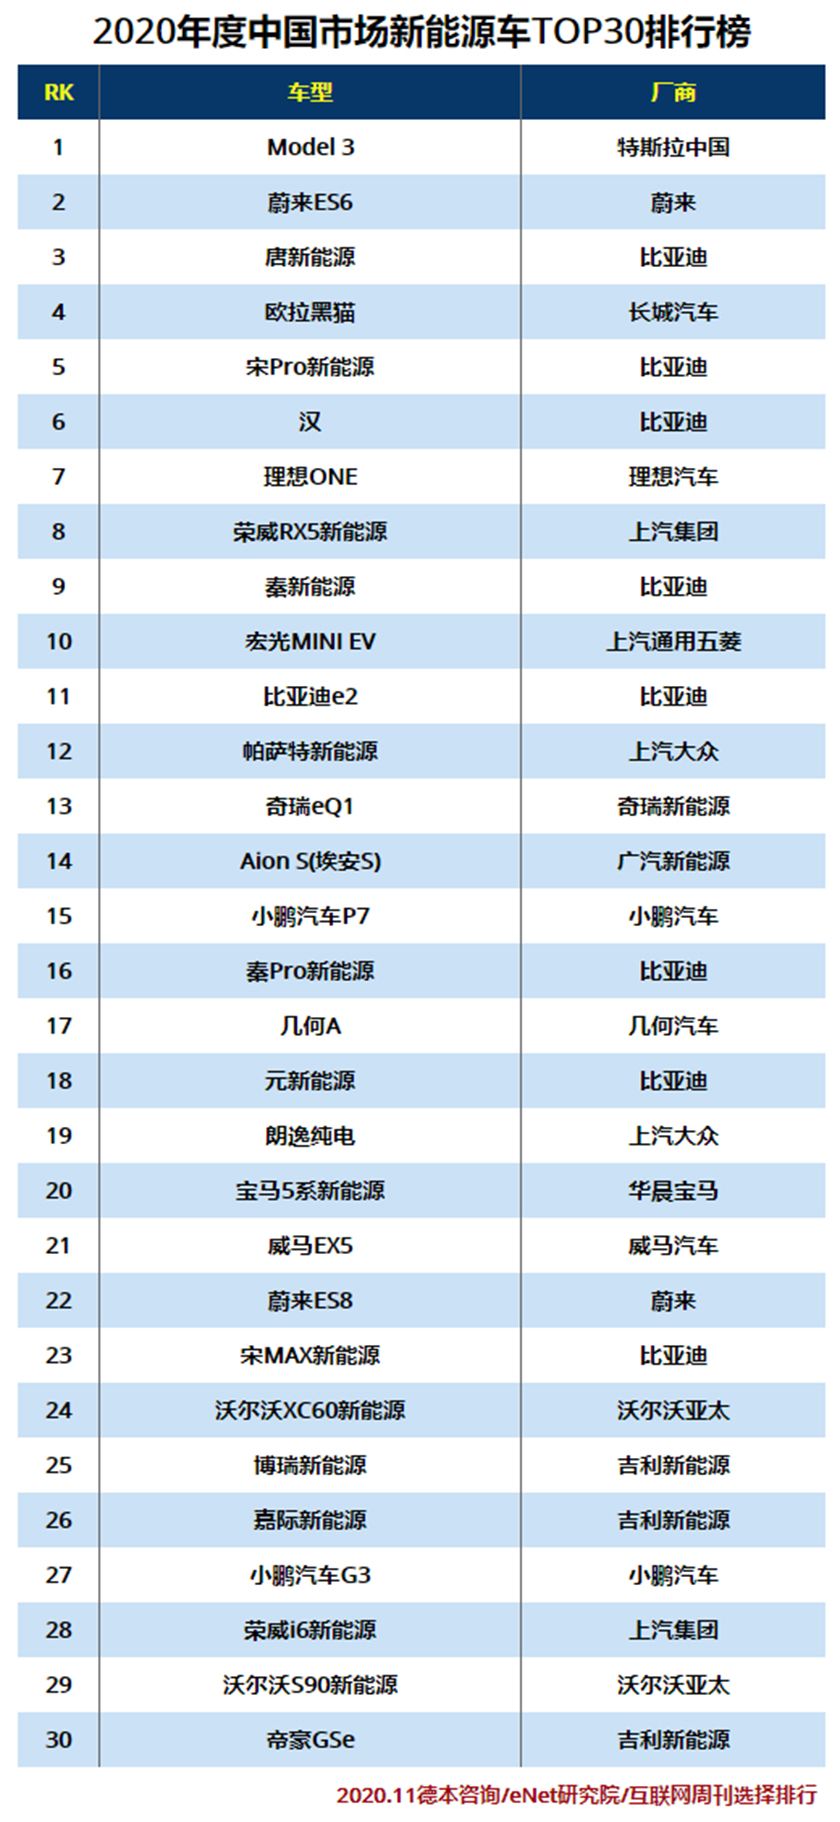 2020年度中国市场新能源车TOP30排行榜
RK 车型 厂商
1 Model 3 特斯拉中国
2 蔚来ES6 蔚来
3 唐新能源 比亚迪
4 欧拉黑猫 长城汽车
5 宋Pro新能源 比亚迪
6 汉 比亚迪
7 理想ONE 理想汽车
8 荣威RX5新能源 上汽集团
9 秦新能源 比亚迪
10 宏光MINI EV 上汽通用五菱
11 比亚迪e2 比亚迪
12 帕萨特新能源 上汽大众
13 奇瑞eQ1 奇瑞新能源
14 Aion S(埃安S) 广汽新能源
15 小鹏汽车P7 小鹏汽车
16 秦Pro新能源 比亚迪
17 几何A 几何汽车
18 元新能源 比亚迪
19 朗逸纯电 上汽大众
20 宝马5系新能源 华晨宝马
21 威马EX5 威马汽车
22 蔚来ES8 蔚来
23 宋MAX新能源 比亚迪
24 沃尔沃XC60新能源 沃尔沃亚太
25 博瑞新能源 吉利新能源
26 嘉际新能源 吉利新能源
27 小鹏汽车G3 小鹏汽车
28 荣威i6新能源 上汽集团
29 沃尔沃S90新能源 沃尔沃亚太
30 帝豪GSe 吉利新能源
2020.11德本咨询/eNet研究院/互联网周刊选择排行